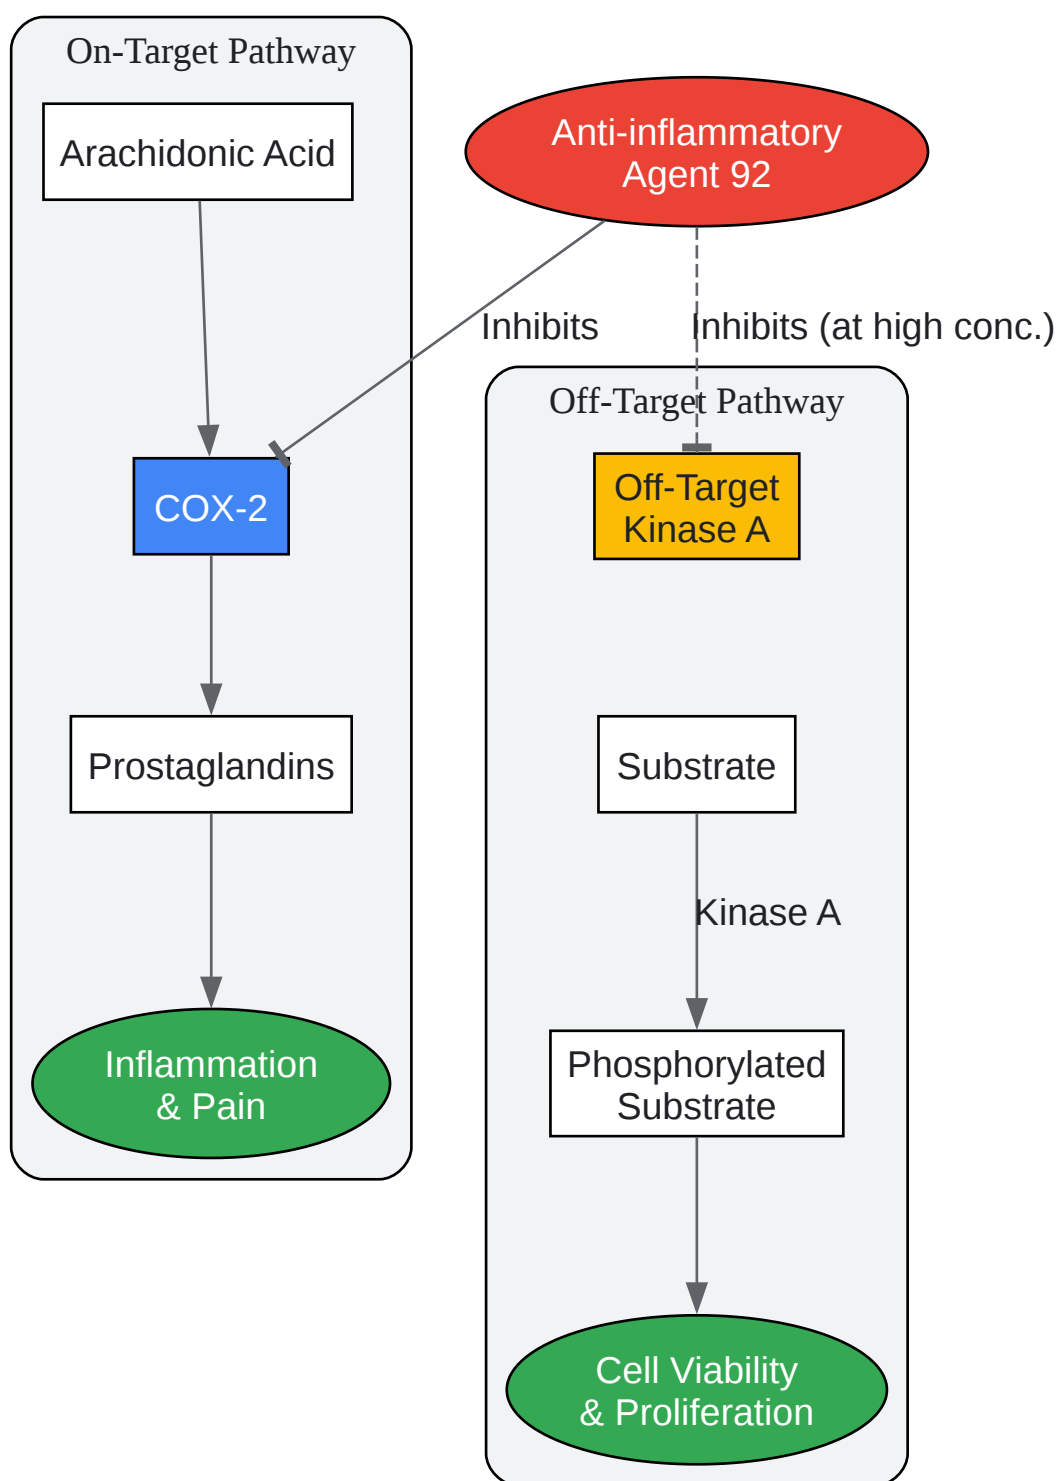 On-Target Pathway
Arachidonic Acid
Anti-inflammatory
Agent 92
Inhibits
Inhibits (at high conc.)
Off-Target Pathway
COX-2
Off-Target
Kinase A
Prostaglandins
Substrate
Kinase A
Inflammation
& Pain
Phosphorylated
Substrate
Cell Viability
& Proliferation